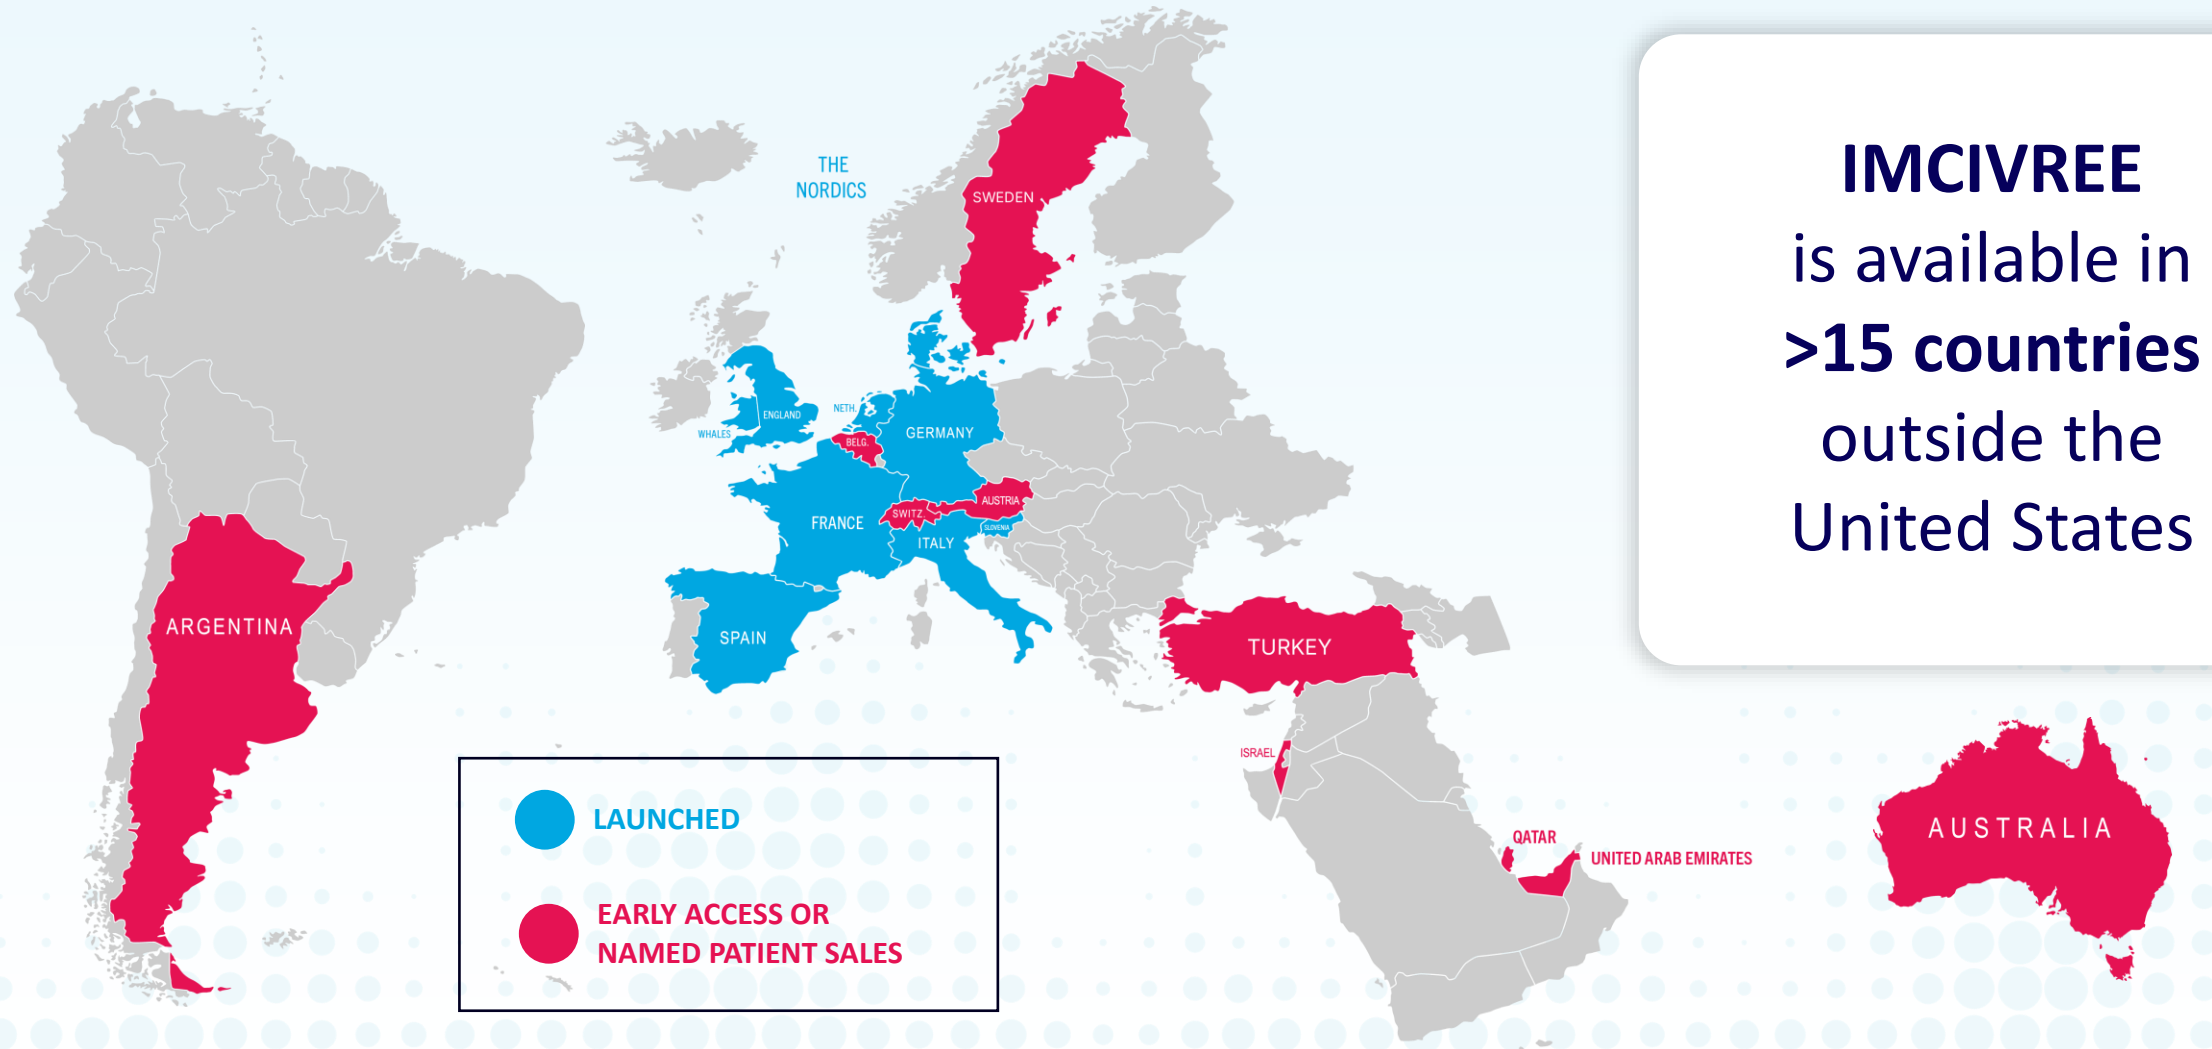 THE
NORDICS
SWEDEN
NETH.
ENGLAND
WHALES
BELG.
GERMANY
AUSTRIA
SWITZ.
FRANCE
SLOVENIA
ITALY
SPAIN
ARGENTINA
TURKEY
ISRAEL
QATAR
UNITED ARAB EMIRATES
AUSTRALIA
LAUNCHED
EARLY ACCESS OR
NAMED PATIENT SALES
IMCIVREE
is available in
>15 countries
outside the
United States